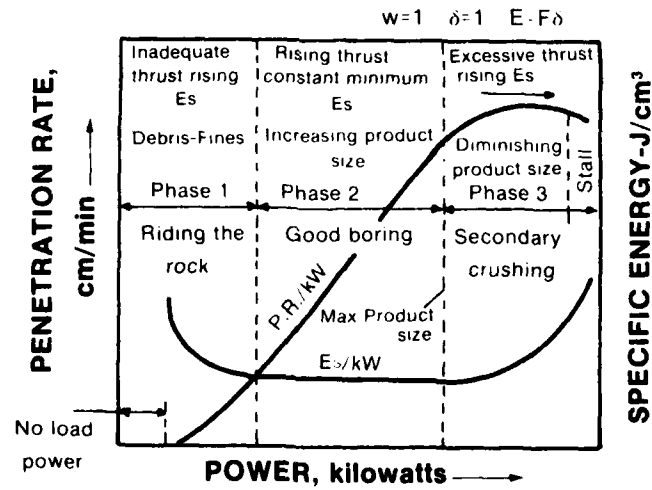 w=1 δ=1 E-Fδ
Inadequate
thrust rising
Es
Debris-Fines
Rising thrust
constant minimum
Es
Increasing product
size
Excessive thrust
rising Es
Diminishing
product size
Stall
Phase 1
Phase 2
Phase 3
Riding the
rock
Good boring
Secondary
crushing
P.R./kW
Max Product
size
Es/kW
No load
power
PENETRATION RATE,
cm/min
SPECIFIC ENERGY-J/cm³
POWER, kilowatts